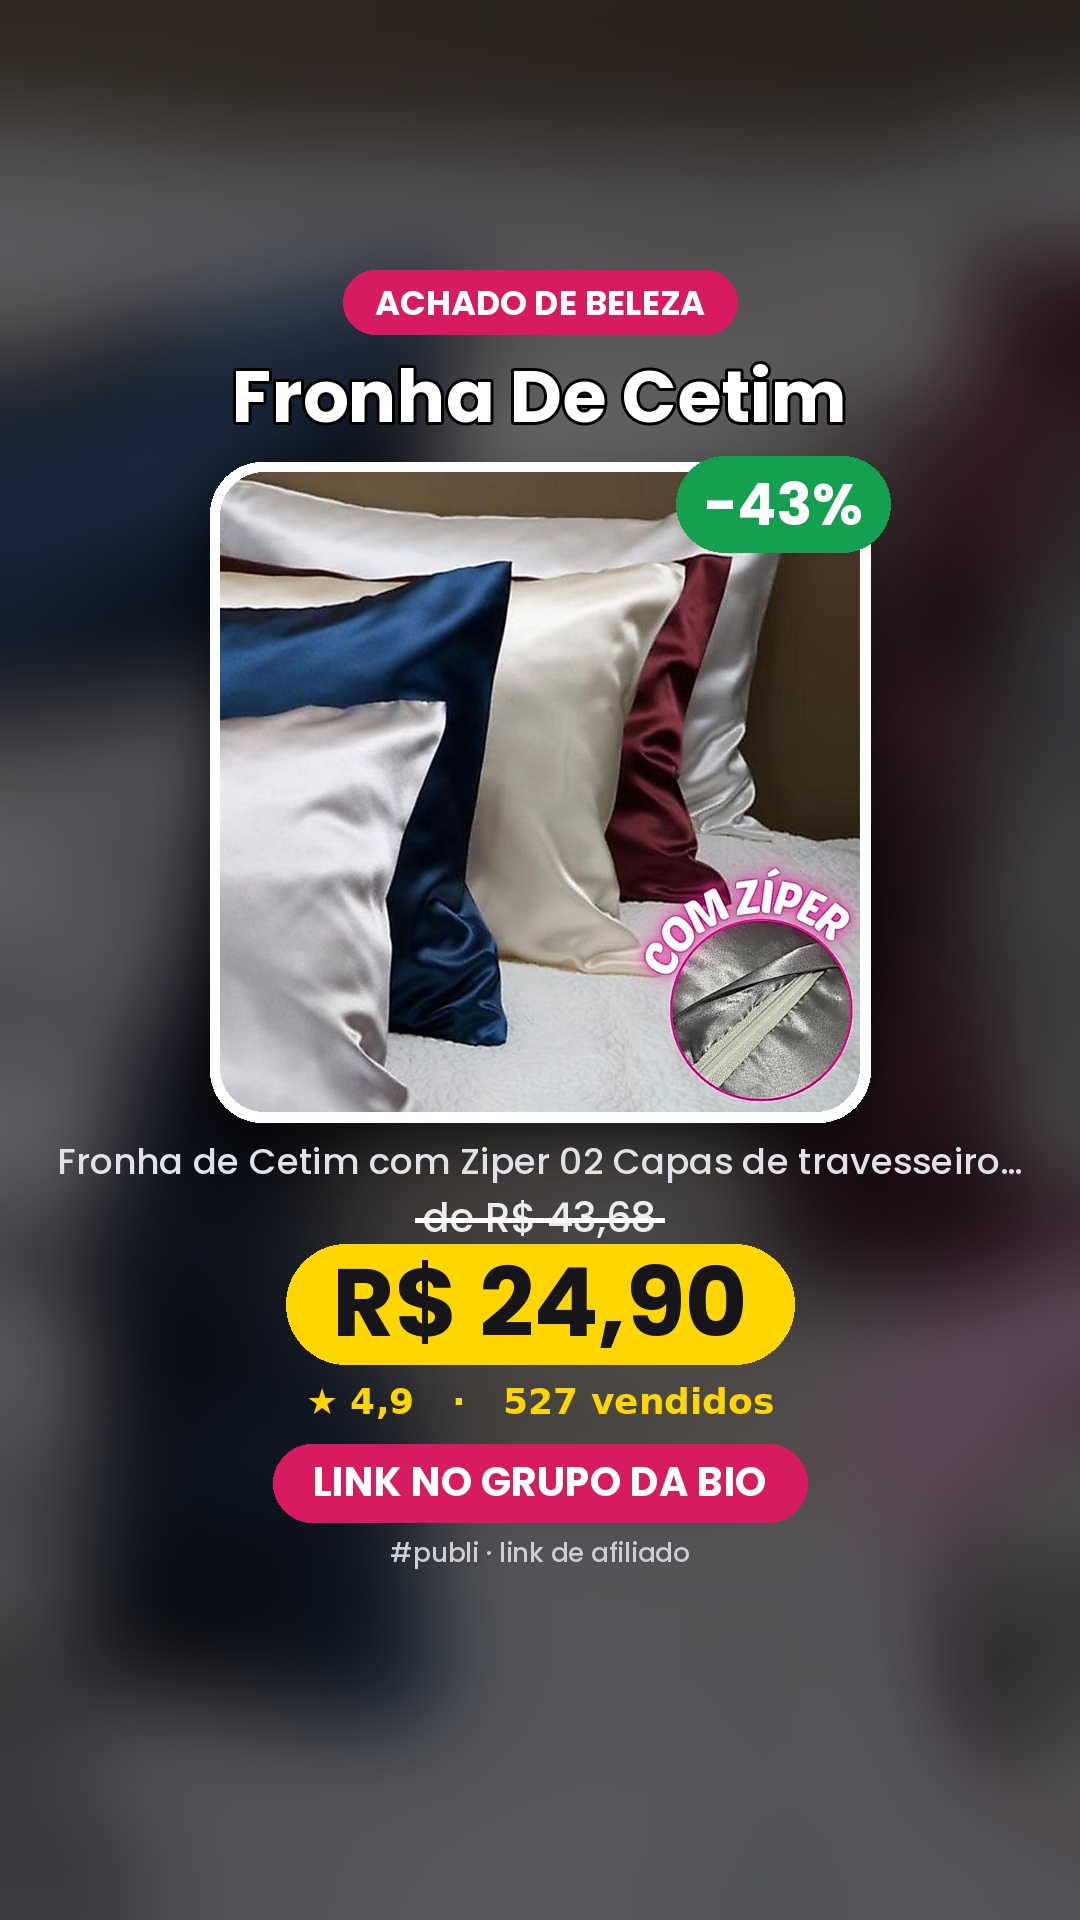 ACHADO DE BELEZA
Fronha De Cetim
-43%
COM ZÍPER
Fronha de Cetim com Ziper 02 Capas de travesseiro...
de R$ 43,68
R$ 24,90
★ 4,9 · 527 vendidos
LINK NO GRUPO DA BIO
#publi · link de afiliado